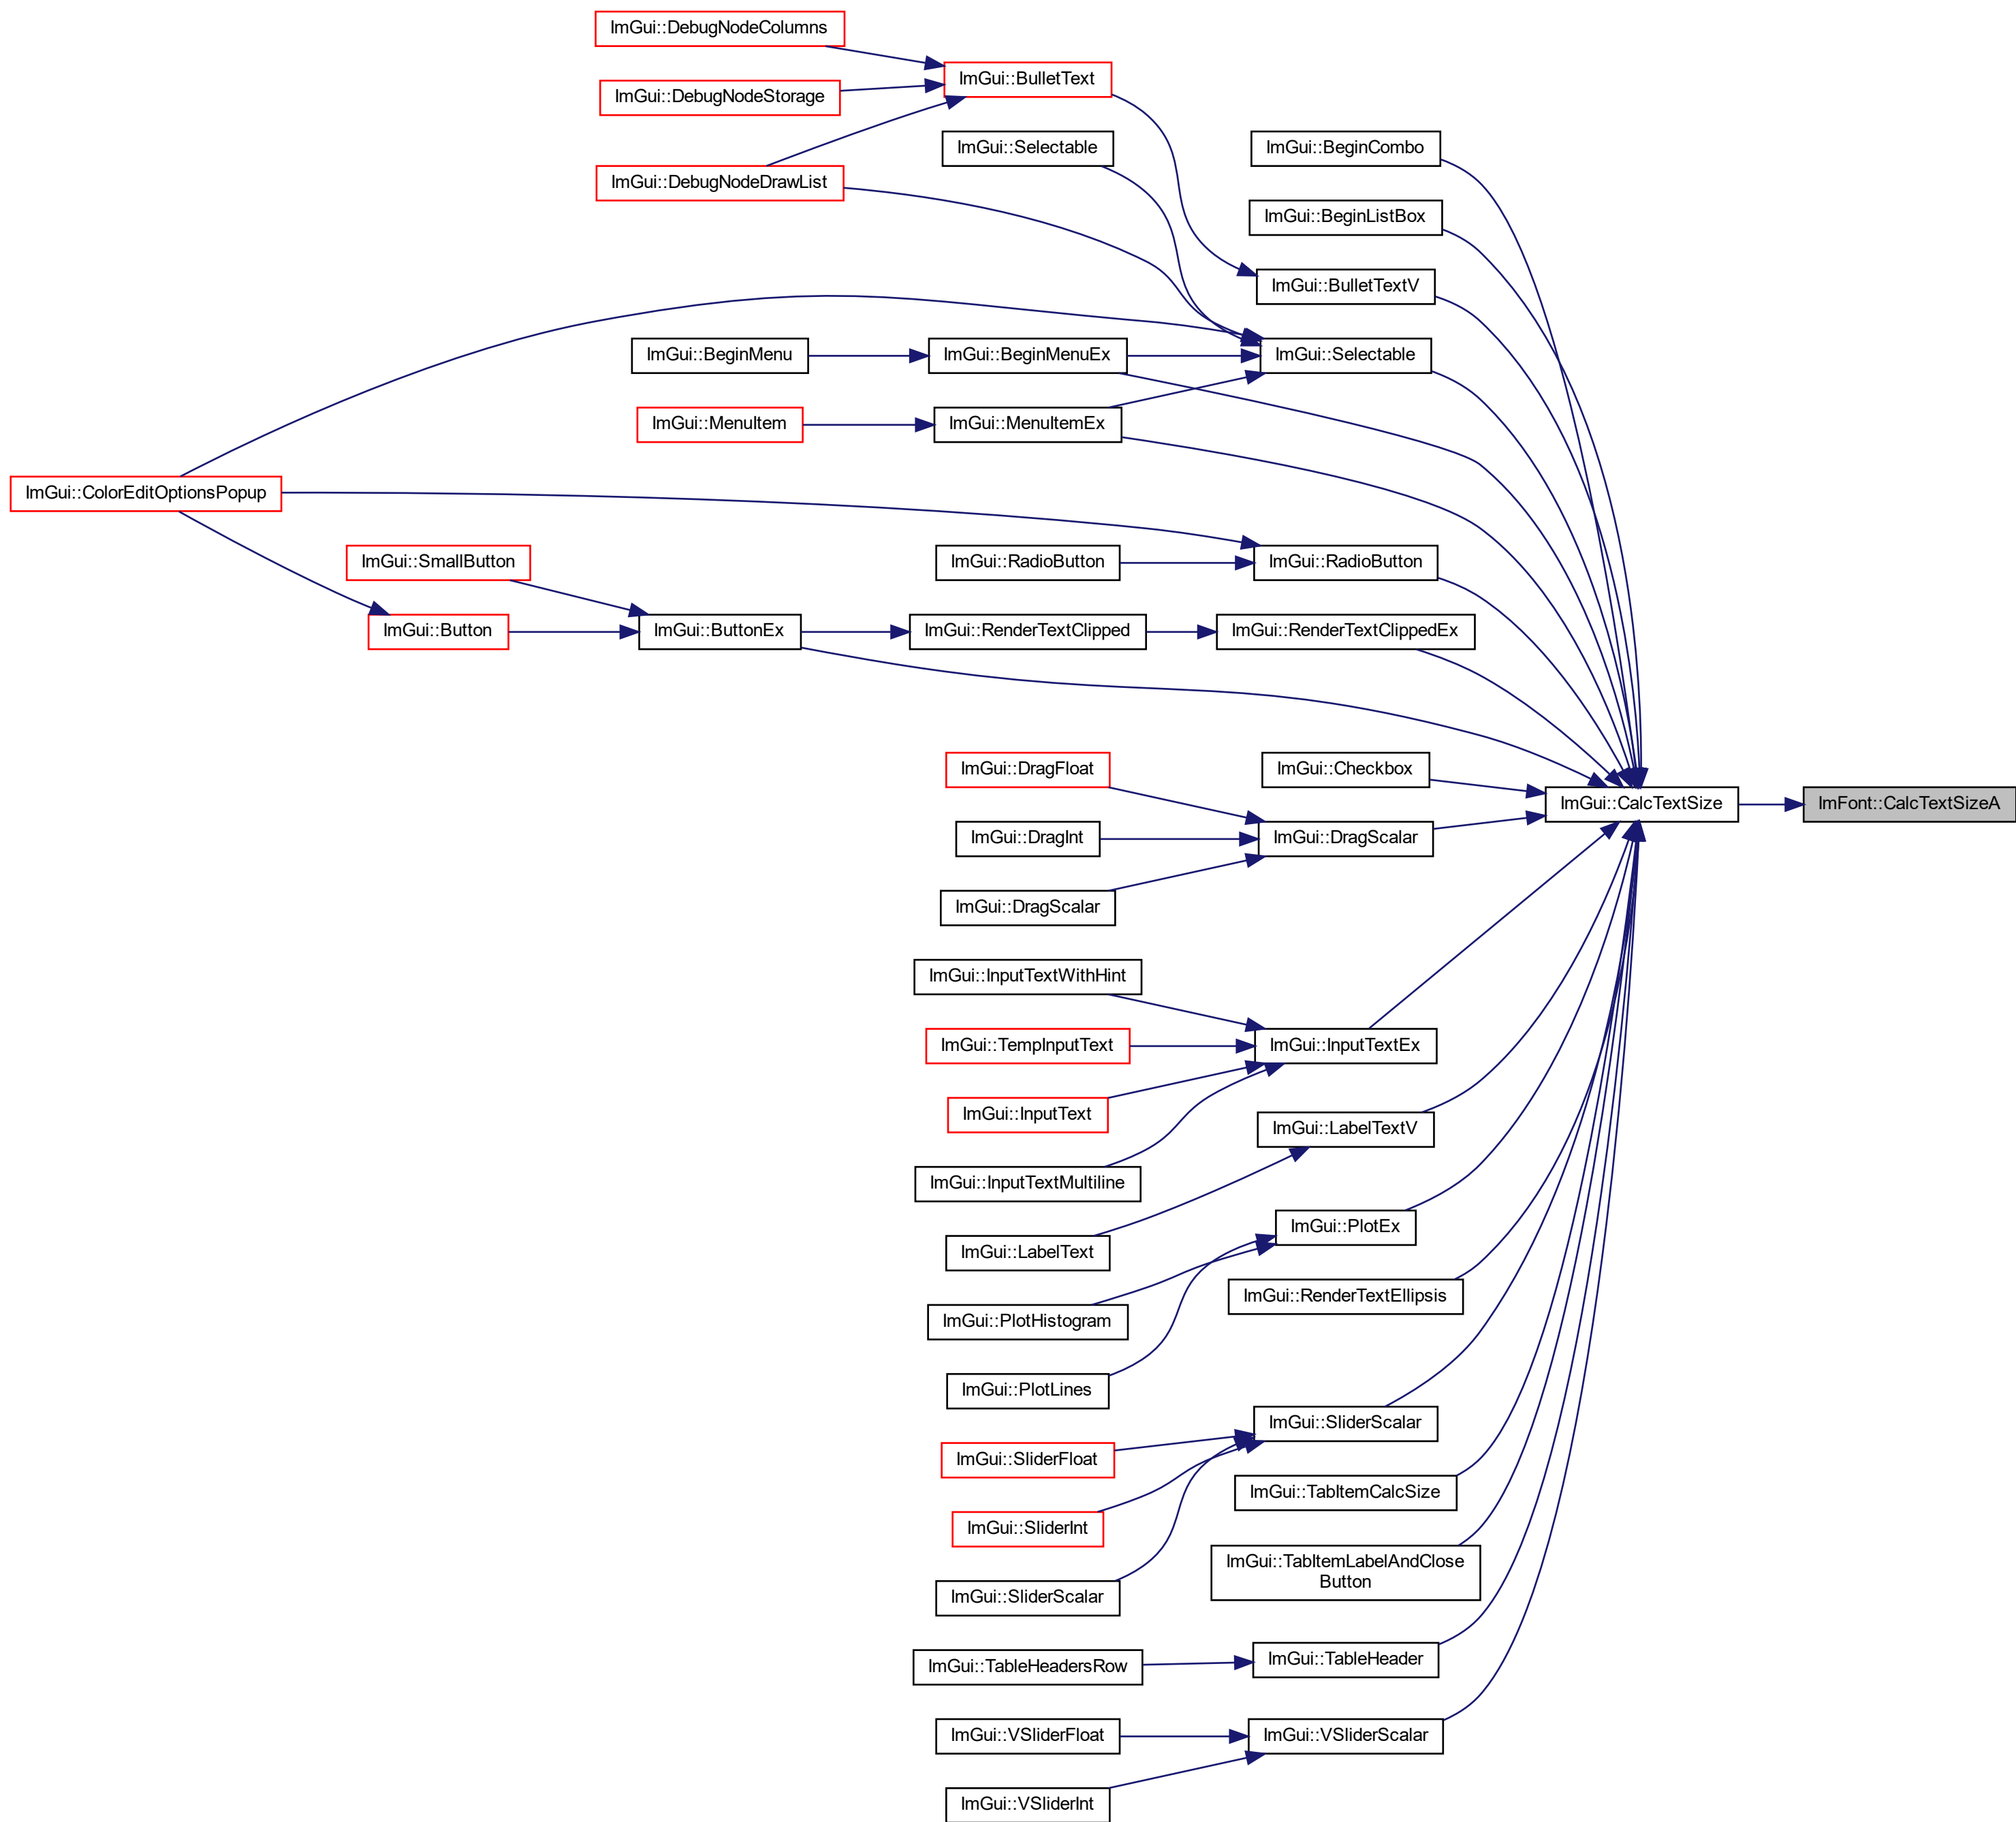 ImGui::DebugNodeColumns
ImGui::BulletText
ImGui::DebugNodeStorage
ImGui::Selectable
ImGui::BeginCombo
ImGui::DebugNodeDrawList
ImGui::BeginListBox
ImGui::BulletTextV
ImGui::BeginMenu
ImGui::BeginMenuEx
ImGui::Selectable
ImGui::MenuItem
ImGui::MenuItemEx
ImGui::ColorEditOptionsPopup
ImGui::SmallButton
ImGui::RadioButton
ImGui::RadioButton
ImGui::Button
ImGui::ButtonEx
ImGui::RenderTextClipped
ImGui::RenderTextClippedEx
ImGui::DragFloat
ImGui::Checkbox
ImGui::CalcTextSize
ImFont::CalcTextSizeA
ImGui::DragInt
ImGui::DragScalar
ImGui::DragScalar
ImGui::InputTextWithHint
ImGui::TempInputText
ImGui::InputTextEx
ImGui::InputText
ImGui::LabelTextV
ImGui::InputTextMultiline
ImGui::PlotEx
ImGui::LabelText
ImGui::RenderTextEllipsis
ImGui::PlotHistogram
ImGui::PlotLines
ImGui::SliderScalar
ImGui::SliderFloat
ImGui::TabItemCalcSize
ImGui::SliderInt
ImGui::TabItemLabelAndClose
Button
ImGui::SliderScalar
ImGui::TableHeadersRow
ImGui::TableHeader
ImGui::VSliderFloat
ImGui::VSliderScalar
ImGui::VSliderInt